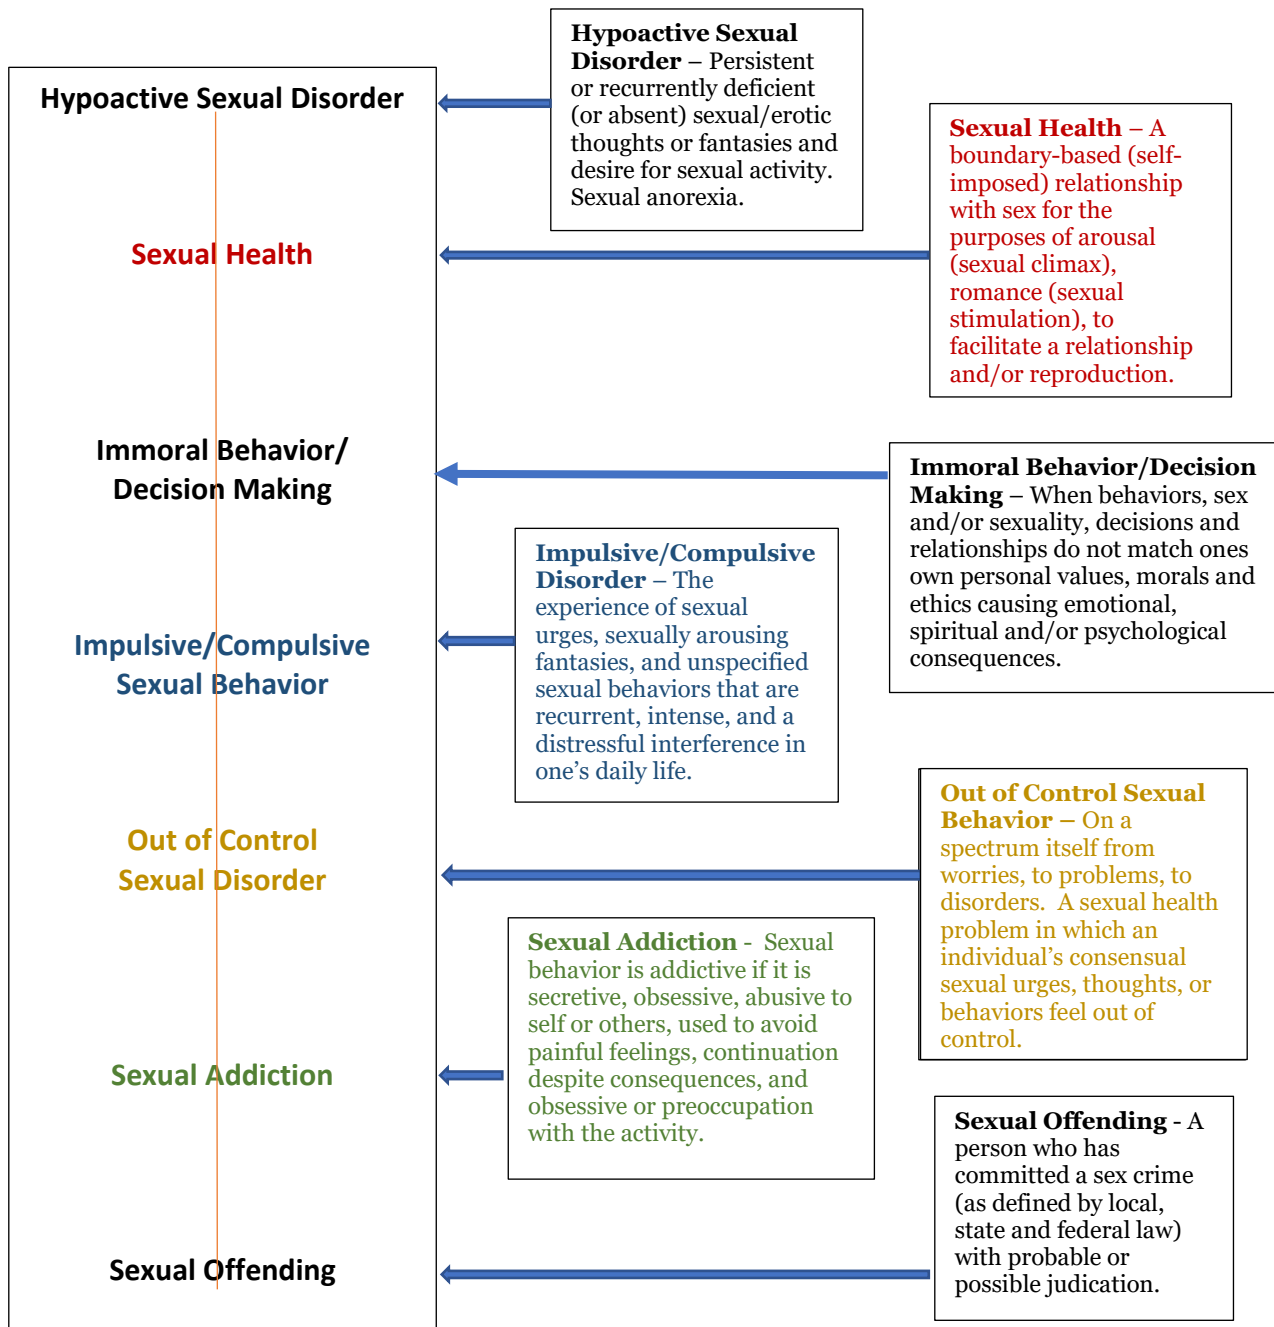 Hypoactive Sexual Disorder
Sexual Health
Immoral Behavior/
Decision Making
Impulsive/Compulsive
Sexual Behavior
Out of Control
Sexual Disorder
Sexual Addiction
Sexual Offending
Hypoactive Sexual
Disorder – Persistent
or recurrently deficient
(or absent) sexual/erotic
thoughts or fantasies and
desire for sexual activity.
Sexual anorexia.
Sexual Health – A
boundary-based (self-
imposed) relationship
with sex for the
purposes of arousal
(sexual climax),
romance (sexual
stimulation), to
facilitate a relationship
and/or reproduction.
Immoral Behavior/Decision
Making – When behaviors, sex
and/or sexuality, decisions and
relationships do not match ones
own personal values, morals and
ethics causing emotional,
spiritual and/or psychological
consequences.
Impulsive/Compulsive
Disorder – The
experience of sexual
urges, sexually arousing
fantasies, and unspecified
sexual behaviors that are
recurrent, intense, and a
distressful interference in
one’s daily life.
Out of Control Sexual
Behavior – On a
spectrum itself from
worries, to problems, to
disorders.  A sexual health
problem in which an
individual’s consensual
sexual urges, thoughts, or
behaviors feel out of
control.
Sexual Addiction -  Sexual
behavior is addictive if it is
secretive, obsessive, abusive to
self or others, used to avoid
painful feelings, continuation
despite consequences, and
obsessive or preoccupation
with the activity.
Sexual Offending - A
person who has
committed a sex crime
(as defined by local,
state and federal law)
with probable or
possible judication.